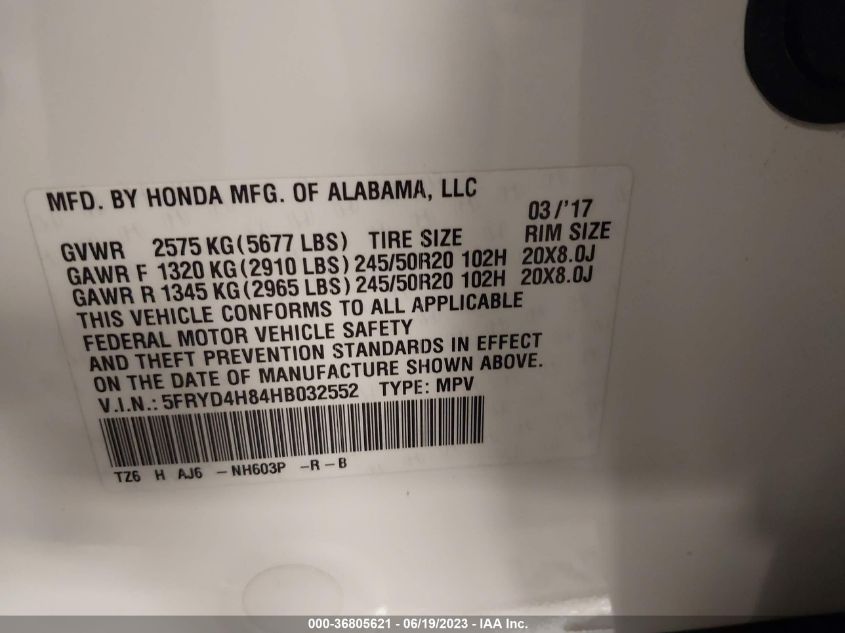 MFD. BY HONDA MFG. OF ALABAMA, LLC
03/'17
GVWR 2575 KG(5677 LBS) TIRE SIZE RIM SIZE
GAWR F 1320 KG(2910 LBS) 245/50R20 102H 20X8.0J
GAWR R 1345 KG(2965 LBS) 245/50R20 102H 20X8.0J
THIS VEHICLE CONFORMS TO ALL APPLICABLE
FEDERAL MOTOR VEHICLE SAFETY
AND THEFT PREVENTION STANDARDS IN EFFECT
ON THE DATE OF MANUFACTURE SHOWN ABOVE.
V.I.N.: 5FRYD4H84HB032552 TYPE: MPV
TZ6 H AJ6 -NH603P -R-B
000-36805621 - 06/19/2023 - IAA Inc.